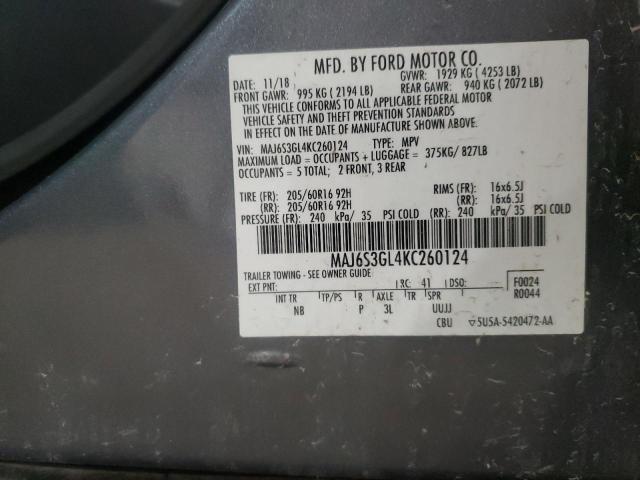 MFD. BY FORD MOTOR CO.
DATE: 11/18 GVWR: 1929 KG ( 4253 LB)
FRONT GAWR: 995 KG ( 2194 LB) REAR GAWR: 940 KG ( 2072 LB)
THIS VEHICLE CONFORMS TO ALL APPLICABLE FEDERAL MOTOR
VEHICLE SAFETY AND THEFT PREVENTION STANDARDS
IN EFFECT ON THE DATE OF MANUFACTURE SHOWN ABOVE.
VIN: MAJ6S3GL4KC260124 TYPE: MPV
MAXIMUM LOAD = OCCUPANTS + LUGGAGE = 375KG/ 827LB
OCCUPANTS = 5 TOTAL; 2 FRONT, 3 REAR
TIRE (FR): 205/60R16 92H RIMS (FR): 16x6.5J
(RR): 205/60R16 92H (RR): 16x6.5J
PRESSURE (FR): 240 kPa/ 35 PSI COLD (RR): 240 kPa/ 35 PSI COLD
MAJ6S3GL4KC260124
TRAILER TOWING - SEE OWNER GUIDE
EXT PNT: RC: 41 DSO: F0024
INT TR TP/PS R AXLE TR SPR R0044
NB P 3L UUJJ
CBU ▽5U5A-5420472-AA